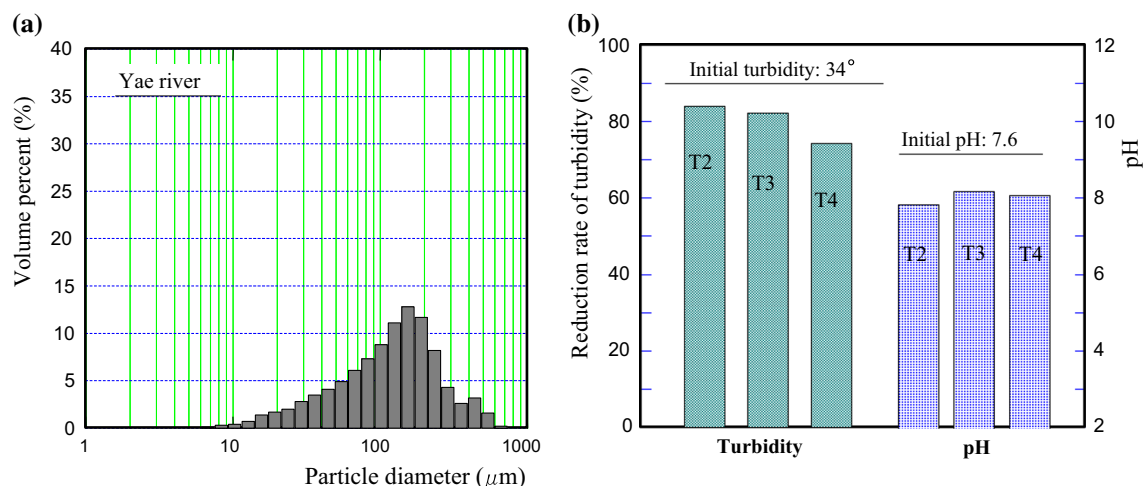 (a)
40
35
30
25
20
15
10
5
0
Volume percent (%)
Yae river
1
10
100
1000
Particle diameter (μm)
(b)
100
80
60
40
20
0
Reduction rate of turbidity (%)
Initial turbidity: 34°
T2
T3
T4
Initial pH: 7.6
T2
T3
T4
12
10
8
6
4
2
pH
Turbidity
pH